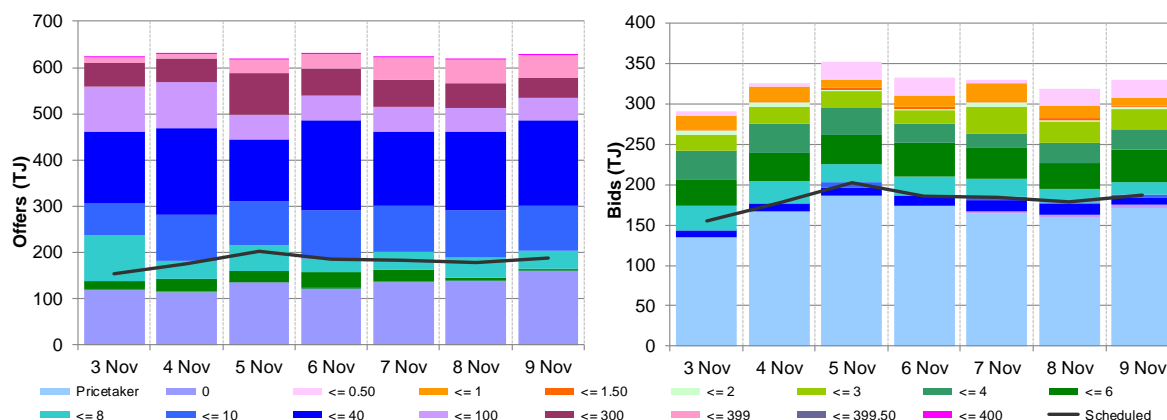 700
600
500
400
300
200
100
0
Offers (TJ)
3 Nov 4 Nov 5 Nov 6 Nov 7 Nov 8 Nov 9 Nov
400
350
300
250
200
150
100
50
0
Bids (TJ)
3 Nov 4 Nov 5 Nov 6 Nov 7 Nov 8 Nov 9 Nov
Pricetaker 0 <= 0.50 <= 1 <= 1.50 <= 2 <= 3 <= 4 <= 6
<= 8 <= 10 <= 40 <= 100 <= 300 <= 399 <= 399.50 <= 400 Scheduled